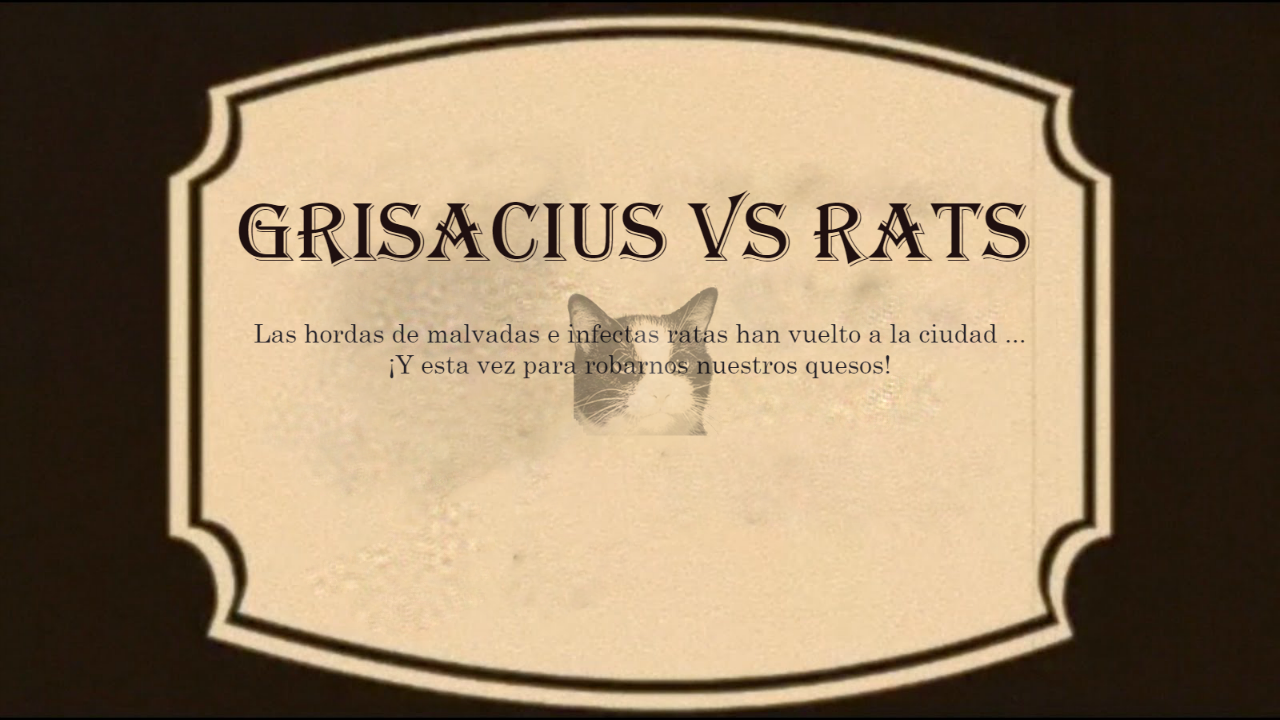 GRISACIUS VS RATS
Las hordas de malvadas e infectas ratas han vuelto a la ciudad ...
¡Y esta vez para robarnos nuestros quesos!